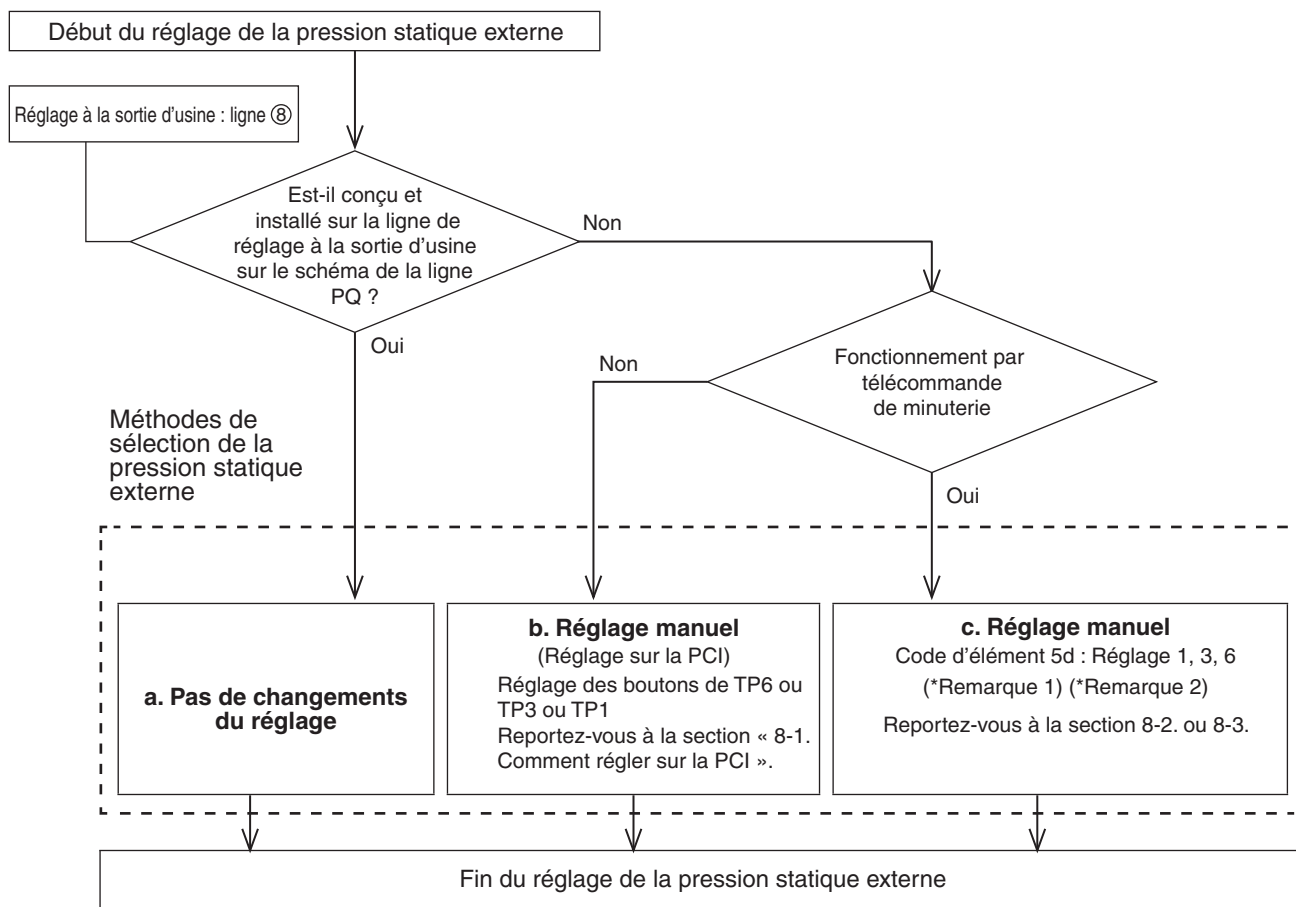 Début du réglage de la pression statique externe
Réglage à la sortie d'usine : ligne ⑧
Est-il conçu et
installé sur la ligne de
réglage à la sortie d'usine
sur le schéma de la ligne
PQ ?
Non
Oui
Fonctionnement par
télécommande
de minuterie
Non
Oui
Méthodes de
sélection de la
pression statique
externe
a. Pas de changements
du réglage
b. Réglage manuel
(Réglage sur la PCI)
Réglage des boutons de TP6 ou
TP3 ou TP1
Reportez-vous à la section « 8-1.
Comment régler sur la PCI ».
c. Réglage manuel
Code d'élément 5d : Réglage 1, 3, 6
(*Remarque 1) (*Remarque 2)
Reportez-vous à la section 8-2. ou 8-3.
Fin du réglage de la pression statique externe